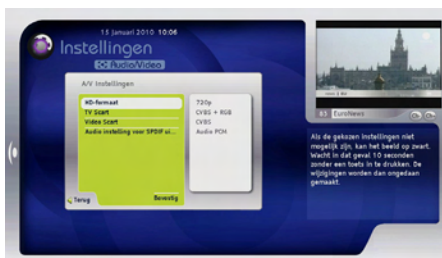 15 januari 2010 10:06
Instellingen
Audio/Video
A/V Instellingen
HD-formaat 720p
TV Scart CVBS + RGB
Video Scart CVBS
Audio instelling voor SPDIF ui... Audio PCM
Terug Bevestig
83 EuroNews
Als de gekozen instellingen niet
mogelijk zijn, kan het beeld op zwart.
Wacht in dat geval 10 seconden
zonder een toets in te drukken. De
wijzigingen worden dan ongedaan
gemaakt.